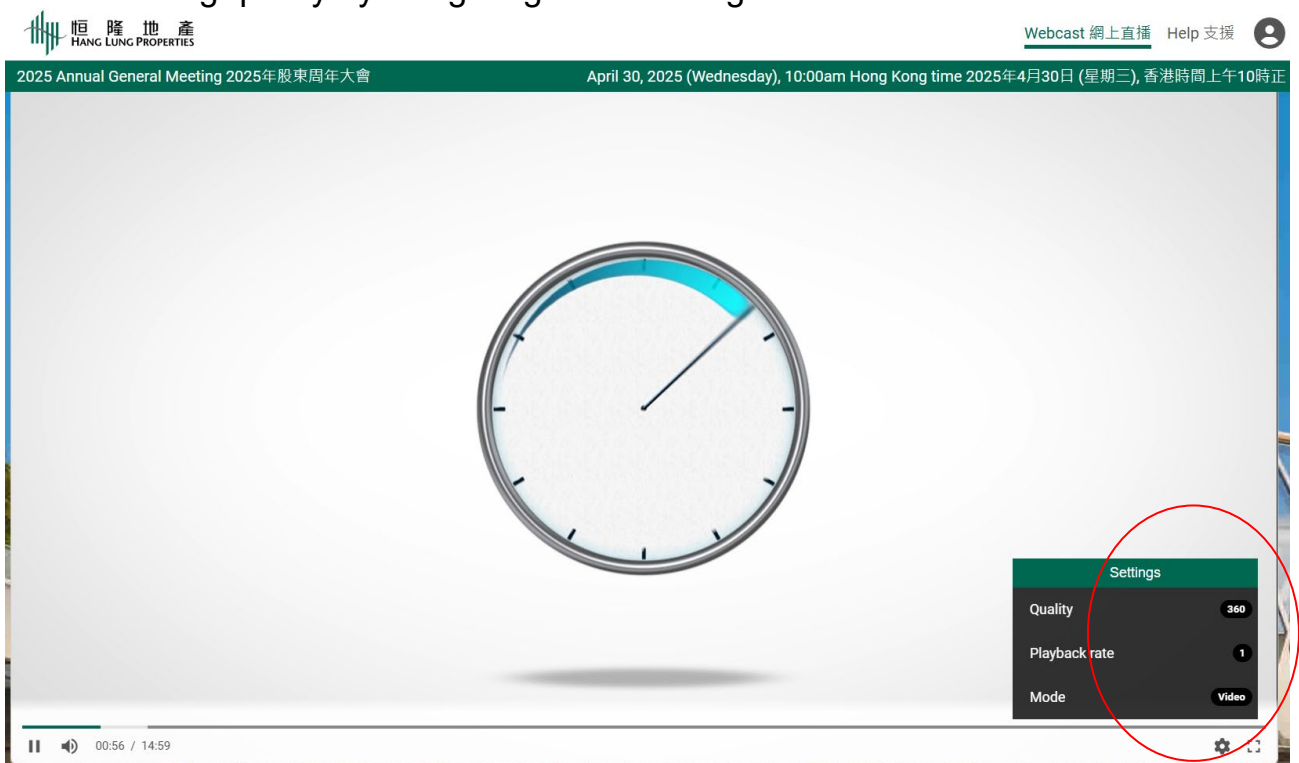 恒隆地產
HANG LUNG PROPERTIES
Webcast 網上直播 Help 支援
2025 Annual General Meeting 2025年股東周年大會
April 30, 2025 (Wednesday), 10:00am Hong Kong time 2025年4月30日 (星期三), 香港時間上午10時正
Settings
Quality 360
Playback rate 1
Mode Video
00:56 / 14:59